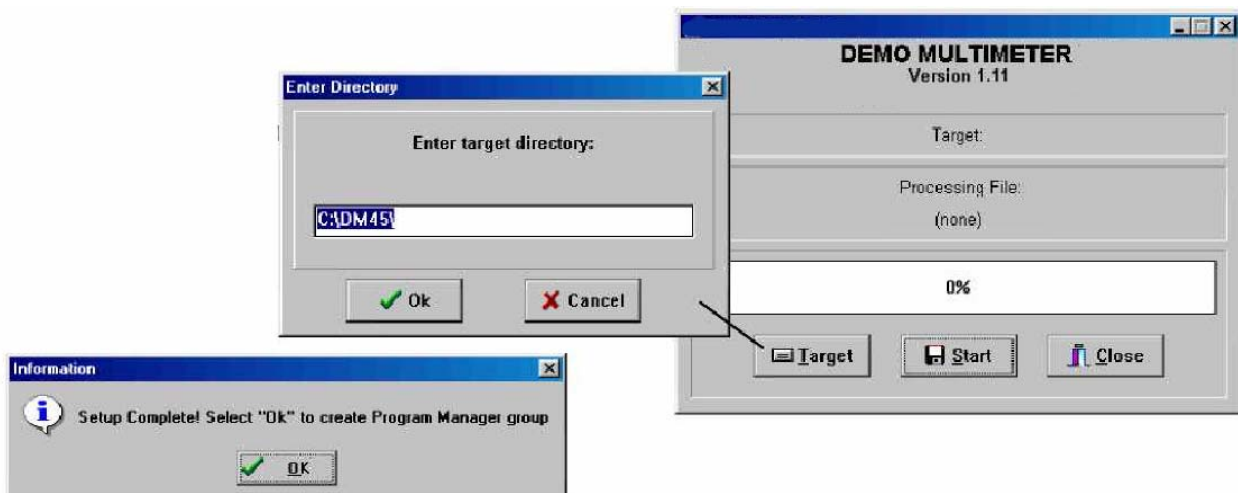 DEMO MULTIMETER
Version 1.11
Target:
Processing File:
(none)
0%
Target
Start
Close
Enter Directory
Enter target directory:
C:\DM45\
Ok
Cancel
Information
Setup Complete! Select "Ok" to create Program Manager group
OK